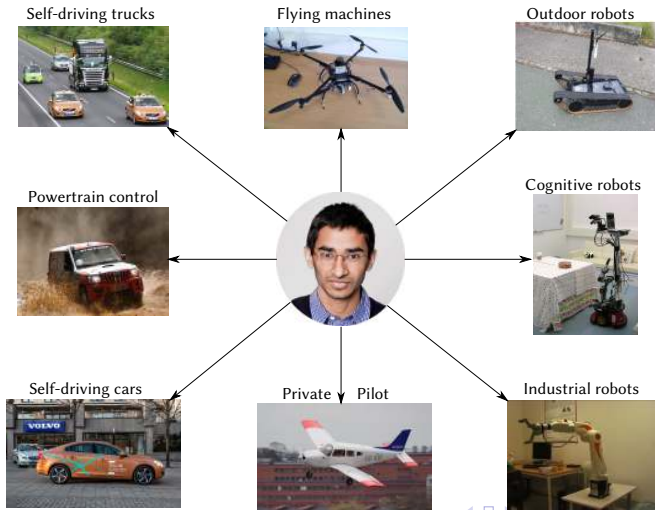 Self-driving trucks
Flying machines
Outdoor robots
Powertrain control
Cognitive robots
Self-driving cars
Private Pilot
Industrial robots
VOLVO